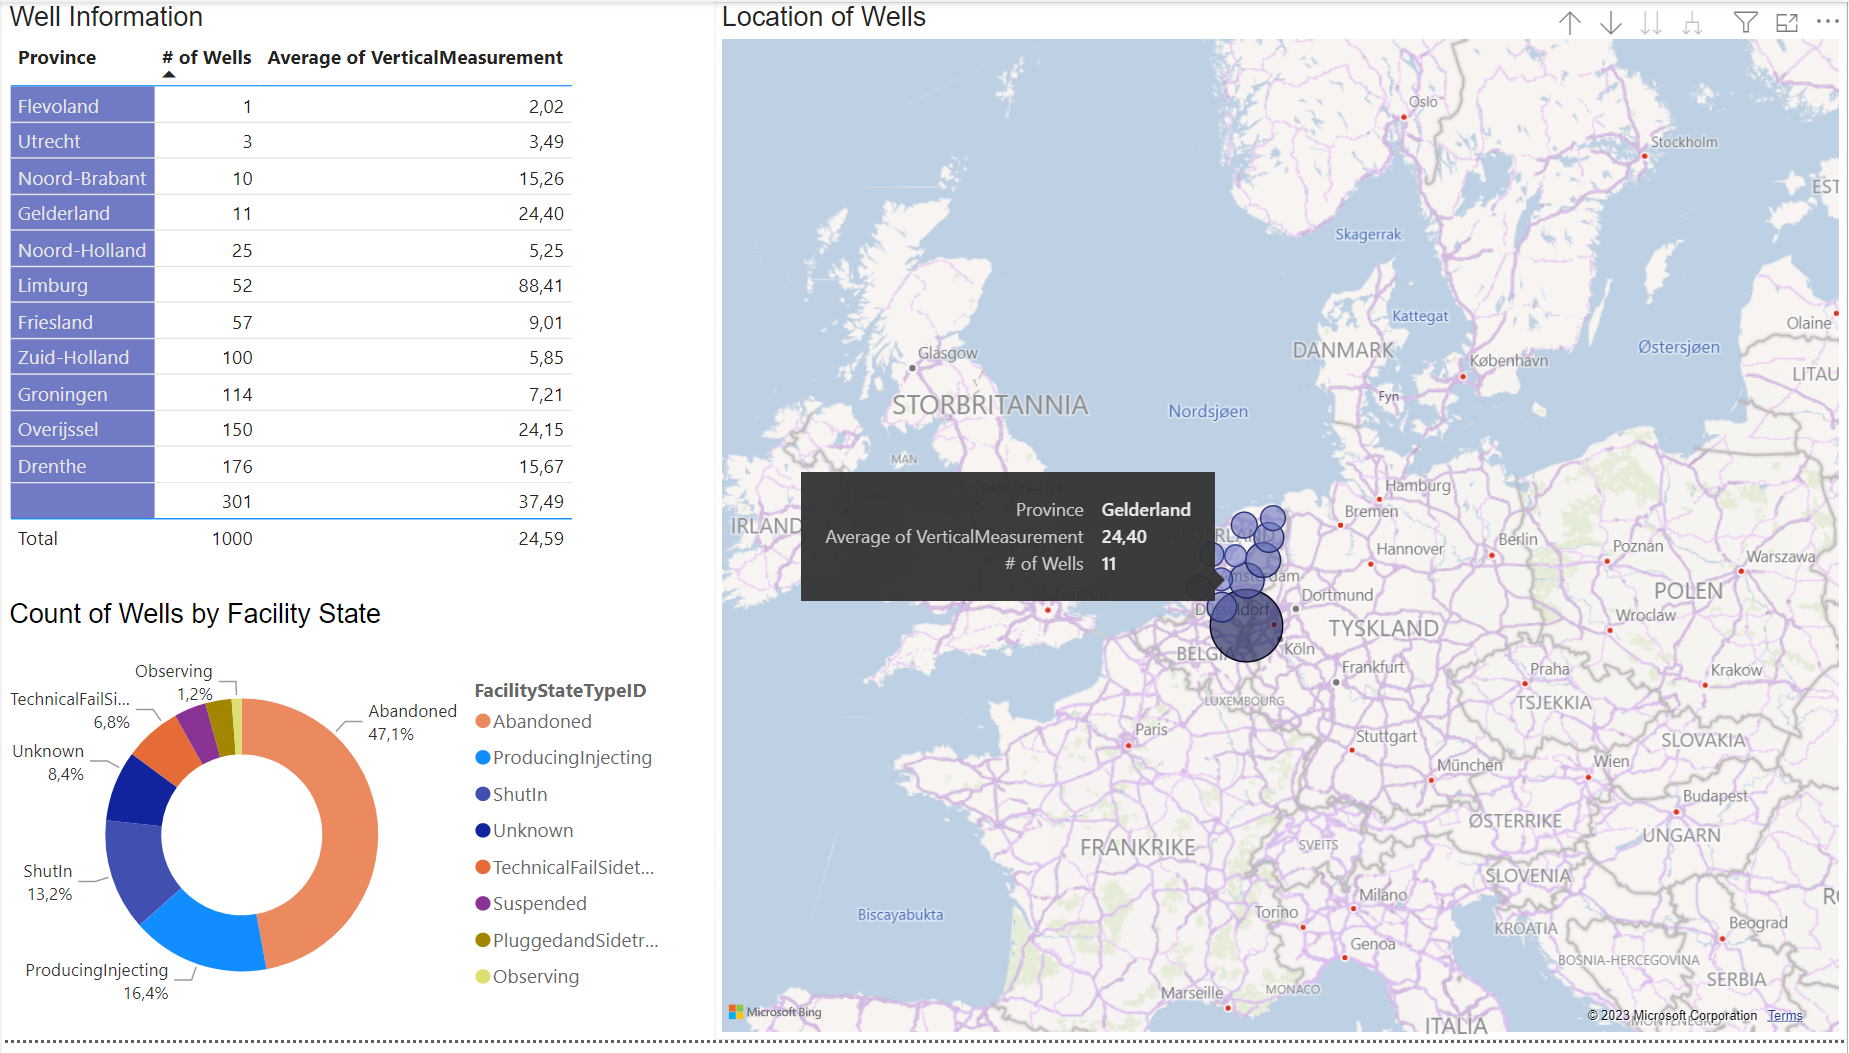 Well Information
Province # of Wells Average of VerticalMeasurement
Flevoland 1 2,02
Utrecht 3 3,49
Noord-Brabant 10 15,26
Gelderland 11 24,40
Noord-Holland 25 5,25
Limburg 52 88,41
Friesland 57 9,01
Zuid-Holland 100 5,85
Groningen 114 7,21
Overijssel 150 24,15
Drenthe 176 15,67
301 37,49
Total 1000 24,59
Count of Wells by Facility State
Observing
1,2%
TechnicalFailSi...
6,8%
Unknown
8,4%
ShutIn
13,2%
ProducingInjecting
16,4%
Abandoned
47,1%
FacilityStateTypeID
Abandoned
ProducingInjecting
ShutIn
Unknown
TechnicalFailSidet...
Suspended
PluggedandSidetr...
Observing
Location of Wells
Oslo
Stockholm
EST
Skagerrak
Kattegat
Olaine
DANMARK
Østersjøen
Glasgow
København
LITAU
Fyn
STORBRITANNIA
Nordsjøen
MAN
Hamburg
Bremen
IRLAND
NEDERLAND
Province Gelderland
Average of VerticalMeasurement 24,40
# of Wells 11
Hannover
Berlin
Poznan
Warszawa
POLEN
Dortmund
Düsseldorf
Wroclaw
TYSKLAND
BELGIA
Köln
Frankfurt
Praha
Krakow
LUXEMBOURG
TSJEKKIA
Paris
Stuttgart
SLOVAKIA
München
Wien
Budapest
ØSTERRIKE
UNGARN
FRANKRIKE
SVEITS
SLOVENIA
Milano
Biscayabukta
Torino
KROATIA
Beograd
Genoa
BOSNIA-HERCEGOVINA
SERBIA
Marseille
MONACO
Microsoft Bing
© 2023 Microsoft Corporation Terms
ITALIA